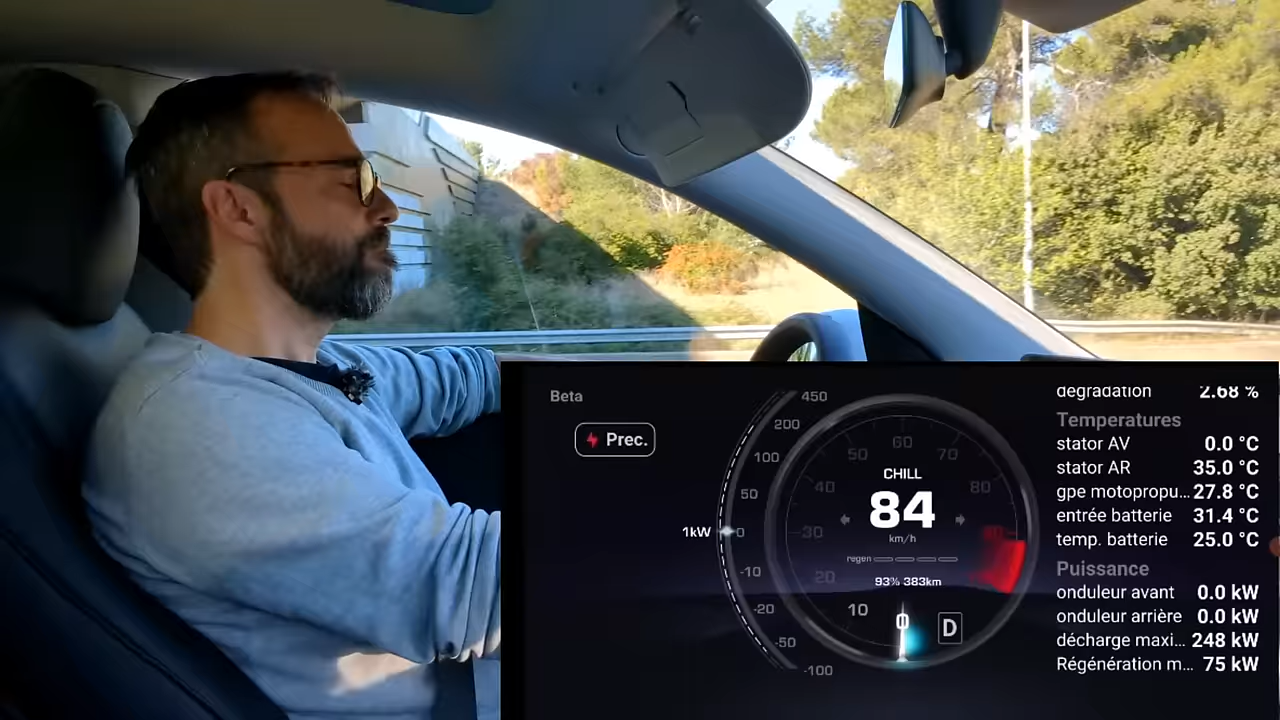 Beta
Prec.
450
200
100
50
1kW
0
-10
-20
-50
-100
60
50
70
40
80
30
20
10
0
CHILL
84
km/h
regen
93% 383km
D
dégradation 2.68 %
Temperatures
stator AV 0.0 °C
stator AR 35.0 °C
gpe motopropu... 27.8 °C
entrée batterie 31.4 °C
temp. batterie 25.0 °C
Puissance
onduleur avant 0.0 kW
onduleur arrière 0.0 kW
décharge maxi... 248 kW
Régénération m... 75 kW